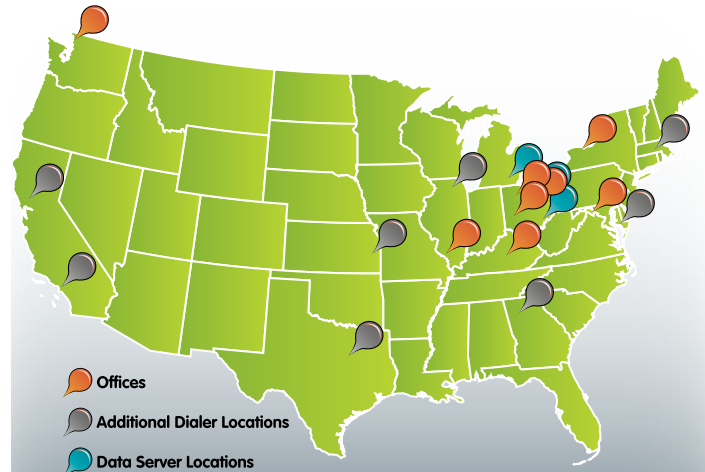 Offices
Additional Dialer Locations
Data Server Locations